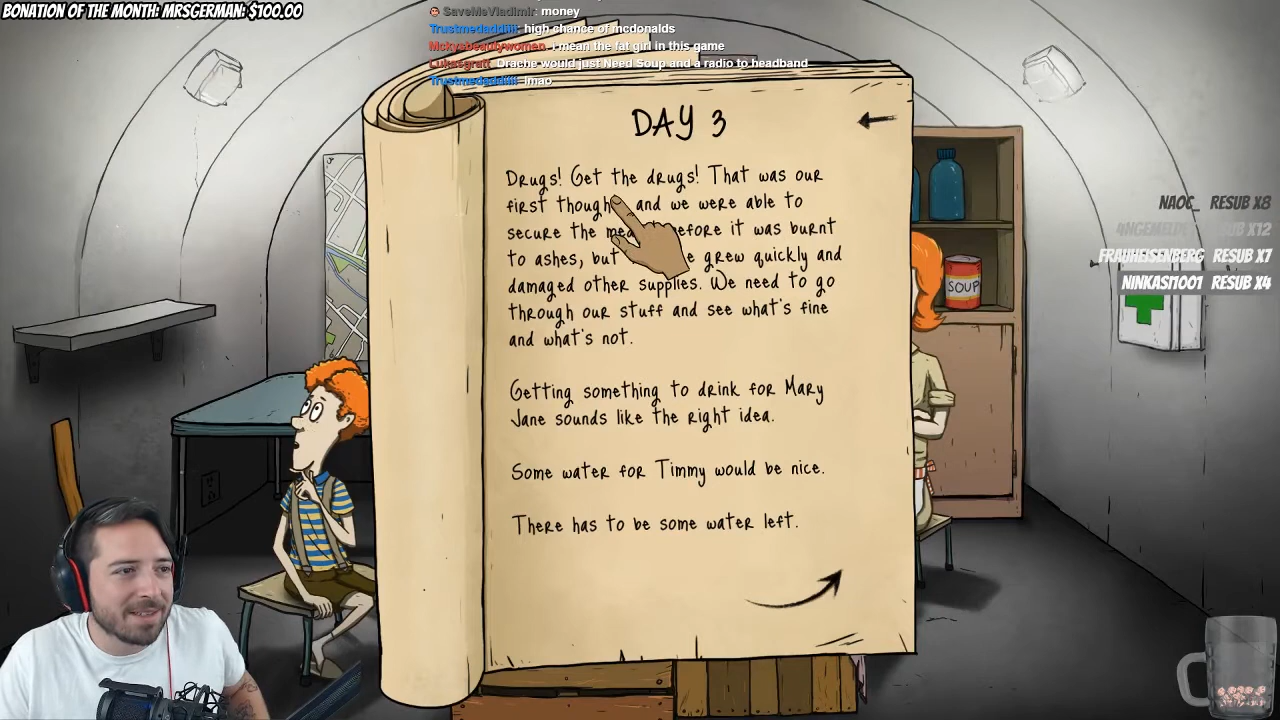 BONATION OF THE MONTH: MRSGERMAN: $100.00
SaveMeVladimir: money
Trustmedaddiiii: high chance of mcdonalds
Mckysbeautywomen: i mean the fat girl in this game
Lukasgratt: Drache would just Need Soup and a radio to headband
Trustmedaddiiii: lmao
DAY 3
Drugs! Get the drugs! That was our
first though and we were able to
secure the before it was burnt
to ashes, but grew quickly and
damaged other supplies. We need to go
through our stuff and see what's fine
and what's not.
Getting something to drink for Mary
Jane sounds like the right idea.
Some water for Timmy would be nice.
There has to be some water left.
SOUP
NAOC_ RESUB X8
X12
FRAUHEISENBERG RESUB X7
NINKASI1001 RESUB X4